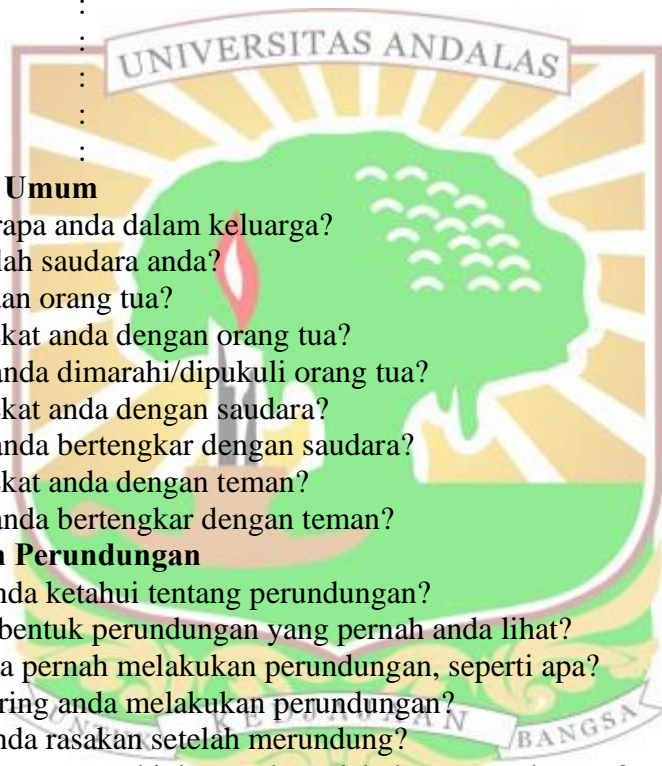 :
:
UNIVERSITAS ANDALAS
:
:
:
Umum
rapa anda dalam keluarga?
lah saudara anda?
an orang tua?
kat anda dengan orang tua?
anda dimarahi/dipukuli orang tua?
kat anda dengan saudara?
anda bertengkar dengan saudara?
kat anda dengan teman?
anda bertengkar dengan teman?
n Perundungan
nda ketahui tentang perundungan?
bentuk perundungan yang pernah anda lihat?
a pernah melakukan perundungan, seperti apa?
ring anda melakukan perundungan?
nda rasakan setelah merundung?
UNTUK KEDJAJAAN BANGSA